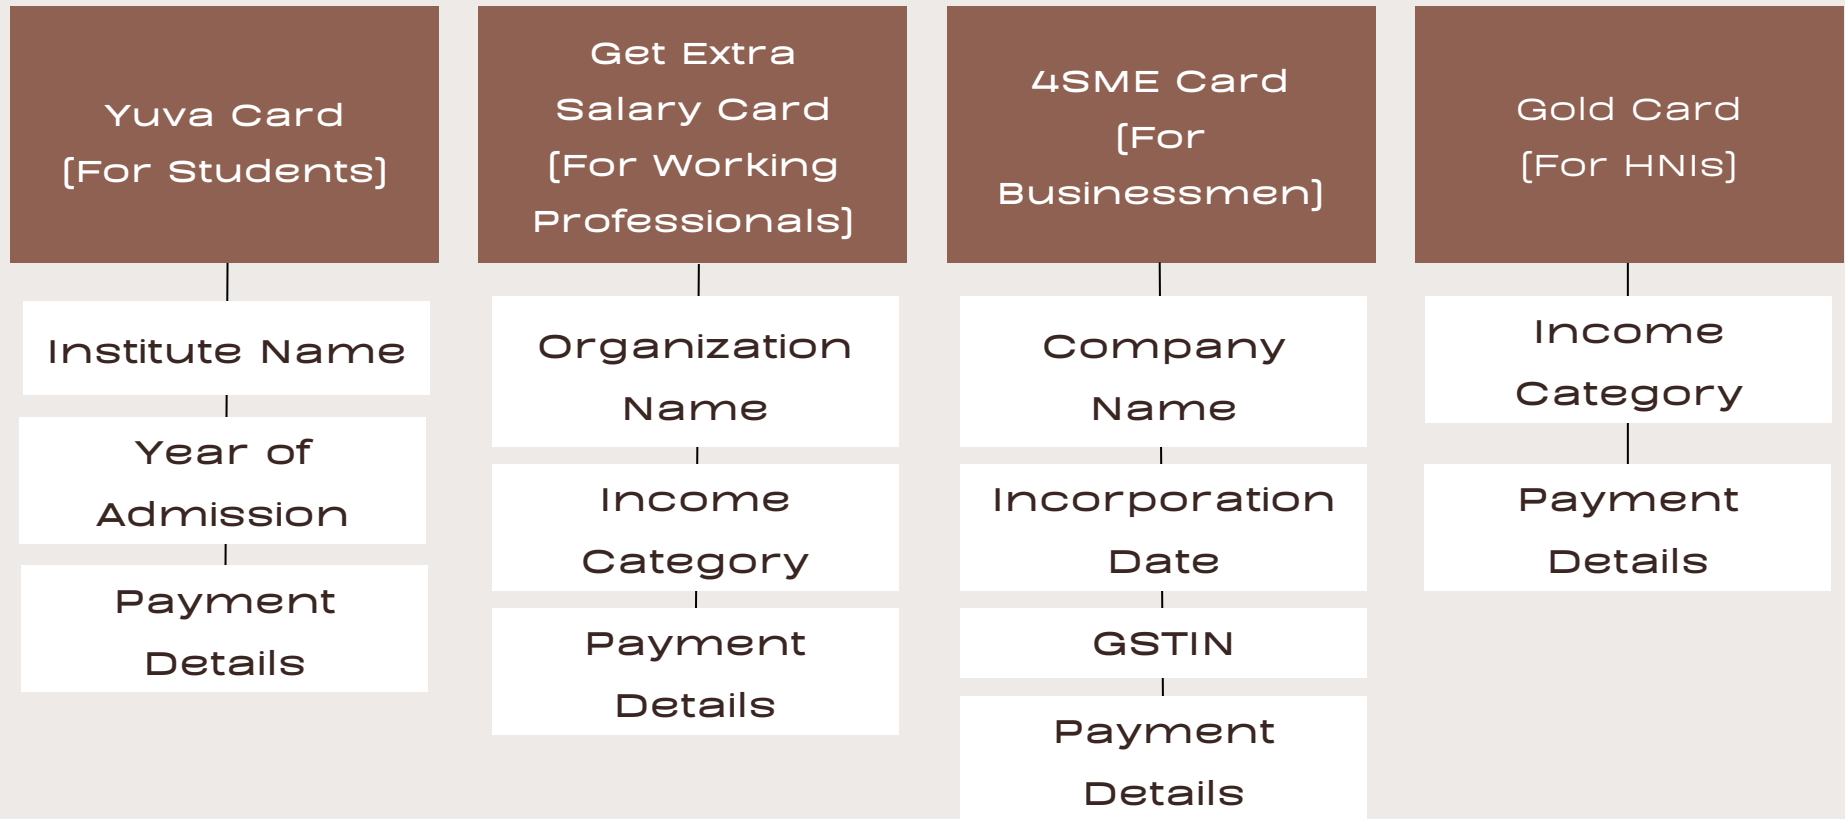 Yuva Card
(For Students)
Institute Name
Year of
Admission
Payment
Details
Get Extra
Salary Card
(For Working
Professionals)
Organization
Name
Income
Category
Payment
Details
4SME Card
(For
Businessmen)
Company
Name
Incorporation
Date
GSTIN
Payment
Details
Gold Card
(For HNIs)
Income
Category
Payment
Details